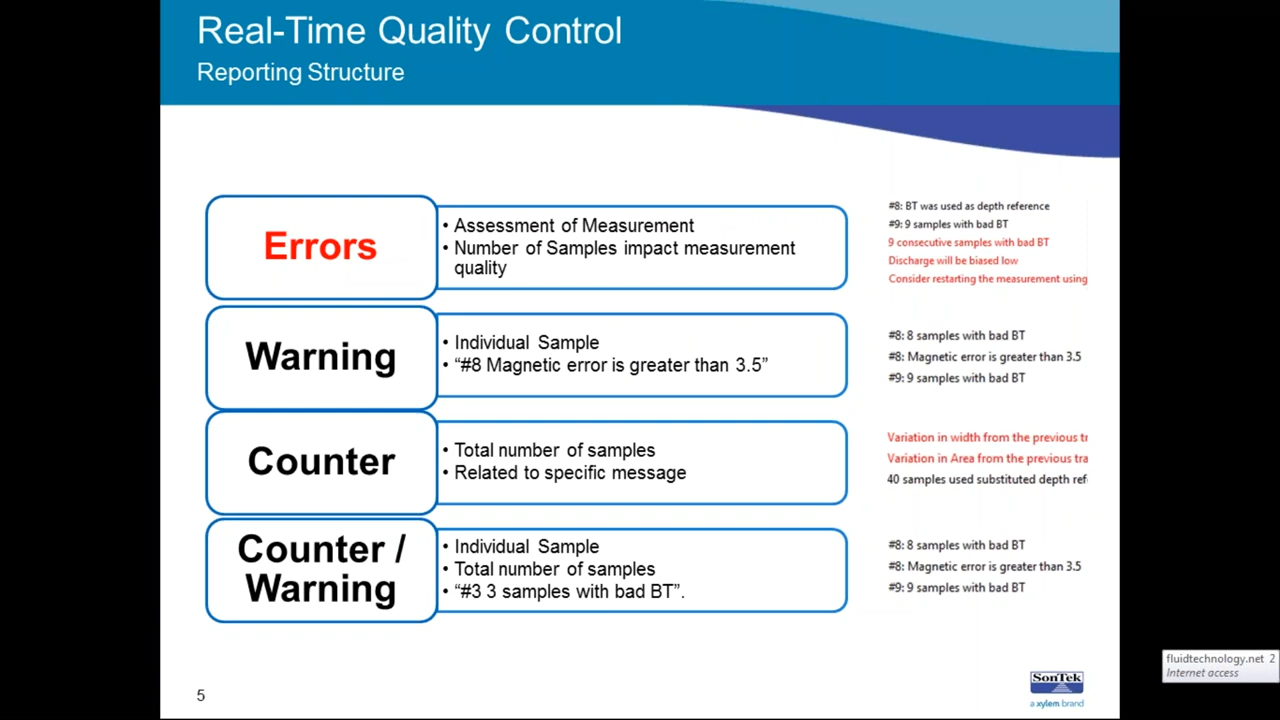 Real-Time Quality Control
Reporting Structure
Errors
• Assessment of Measurement
• Number of Samples impact measurement
quality
#8: BT was used as depth reference
#9: 9 samples with bad BT
9 consecutive samples with bad BT
Discharge will be biased low
Consider restarting the measurement using
Warning
• Individual Sample
• “#8 Magnetic error is greater than 3.5”
#8: 8 samples with bad BT
#8: Magnetic error is greater than 3.5
#9: 9 samples with bad BT
Counter
• Total number of samples
• Related to specific message
Variation in width from the previous tr
Variation in Area from the previous tra
40 samples used substituted depth ref
Counter /
Warning
• Individual Sample
• Total number of samples
• “#3 3 samples with bad BT”.
#8: 8 samples with bad BT
#8: Magnetic error is greater than 3.5
#9: 9 samples with bad BT
fluidtechnology.net 2
Internet access
SonTek
a xylem brand
5